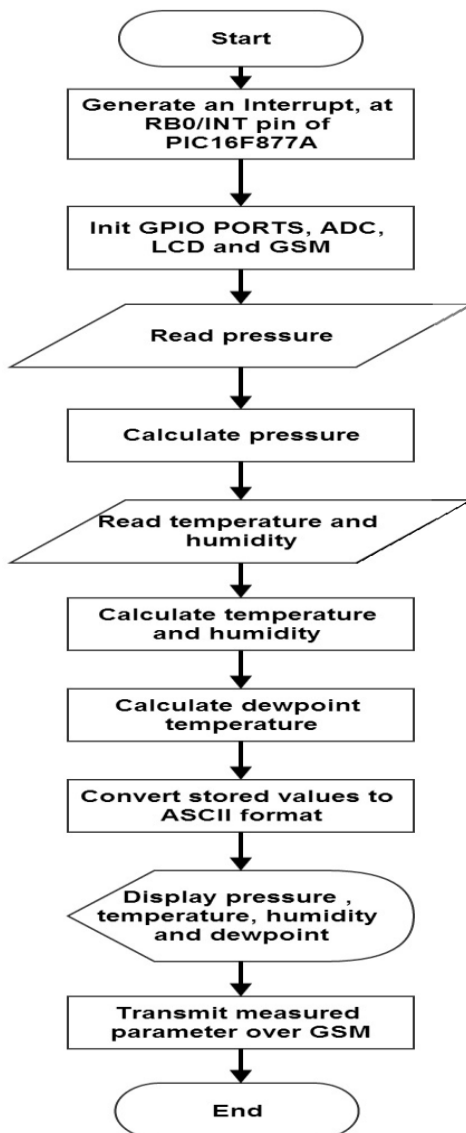 Start
Generate an Interrupt, at
RB0/INT pin of
PIC16F877A
Init GPIO PORTS, ADC,
LCD and GSM
Read pressure
Calculate pressure
Read temperature and
humidity
Calculate temperature
and humidity
Calculate dewpoint
temperature
Convert stored values to
ASCII format
Display pressure ,
temperature, humidity
and dewpoint
Transmit measured
parameter over GSM
End